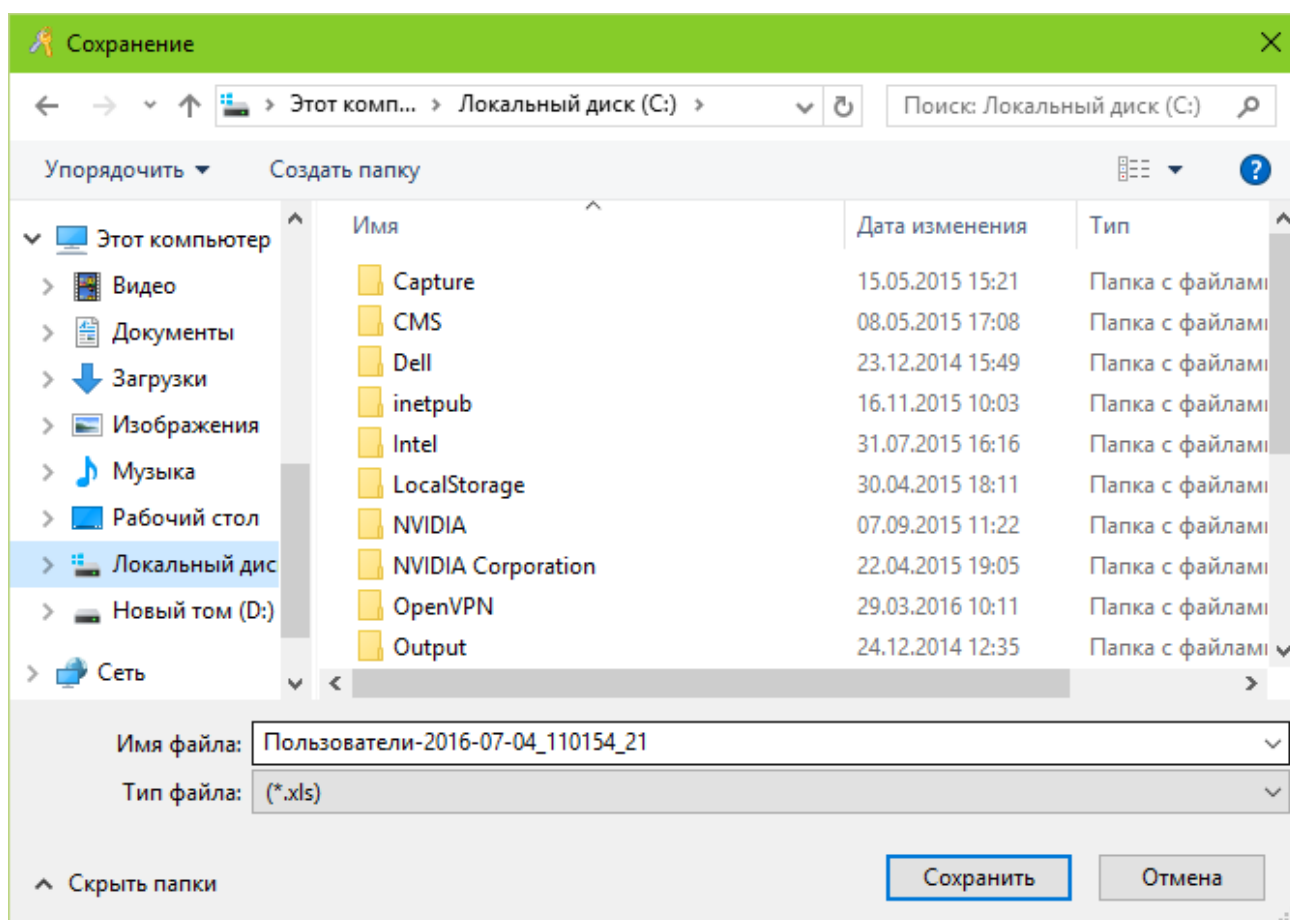 Сохранение
Этот комп... Локальный диск (C:) Поиск: Локальный диск (C:)
Упорядочить Создать папку
Имя Дата изменения Тип
Этот компьютер
Видео
Документы
Загрузки
Изображения
Музыка
Рабочий стол
Локальный дис
Новый том (D:)
Сеть
Capture 15.05.2015 15:21 Папка с файлами
CMS 08.05.2015 17:08 Папка с файлами
Dell 23.12.2014 15:49 Папка с файлами
inetpub 16.11.2015 10:03 Папка с файлами
Intel 31.07.2015 16:16 Папка с файлами
LocalStorage 30.04.2015 18:11 Папка с файлами
NVIDIA 07.09.2015 11:22 Папка с файлами
NVIDIA Corporation 22.04.2015 19:05 Папка с файлами
OpenVPN 29.03.2016 10:11 Папка с файлами
Output 24.12.2014 12:35 Папка с файлами
Имя файла: Пользователи-2016-07-04_110154_21
Тип файла: (*.xls)
Скрыть папки Сохранить Отмена